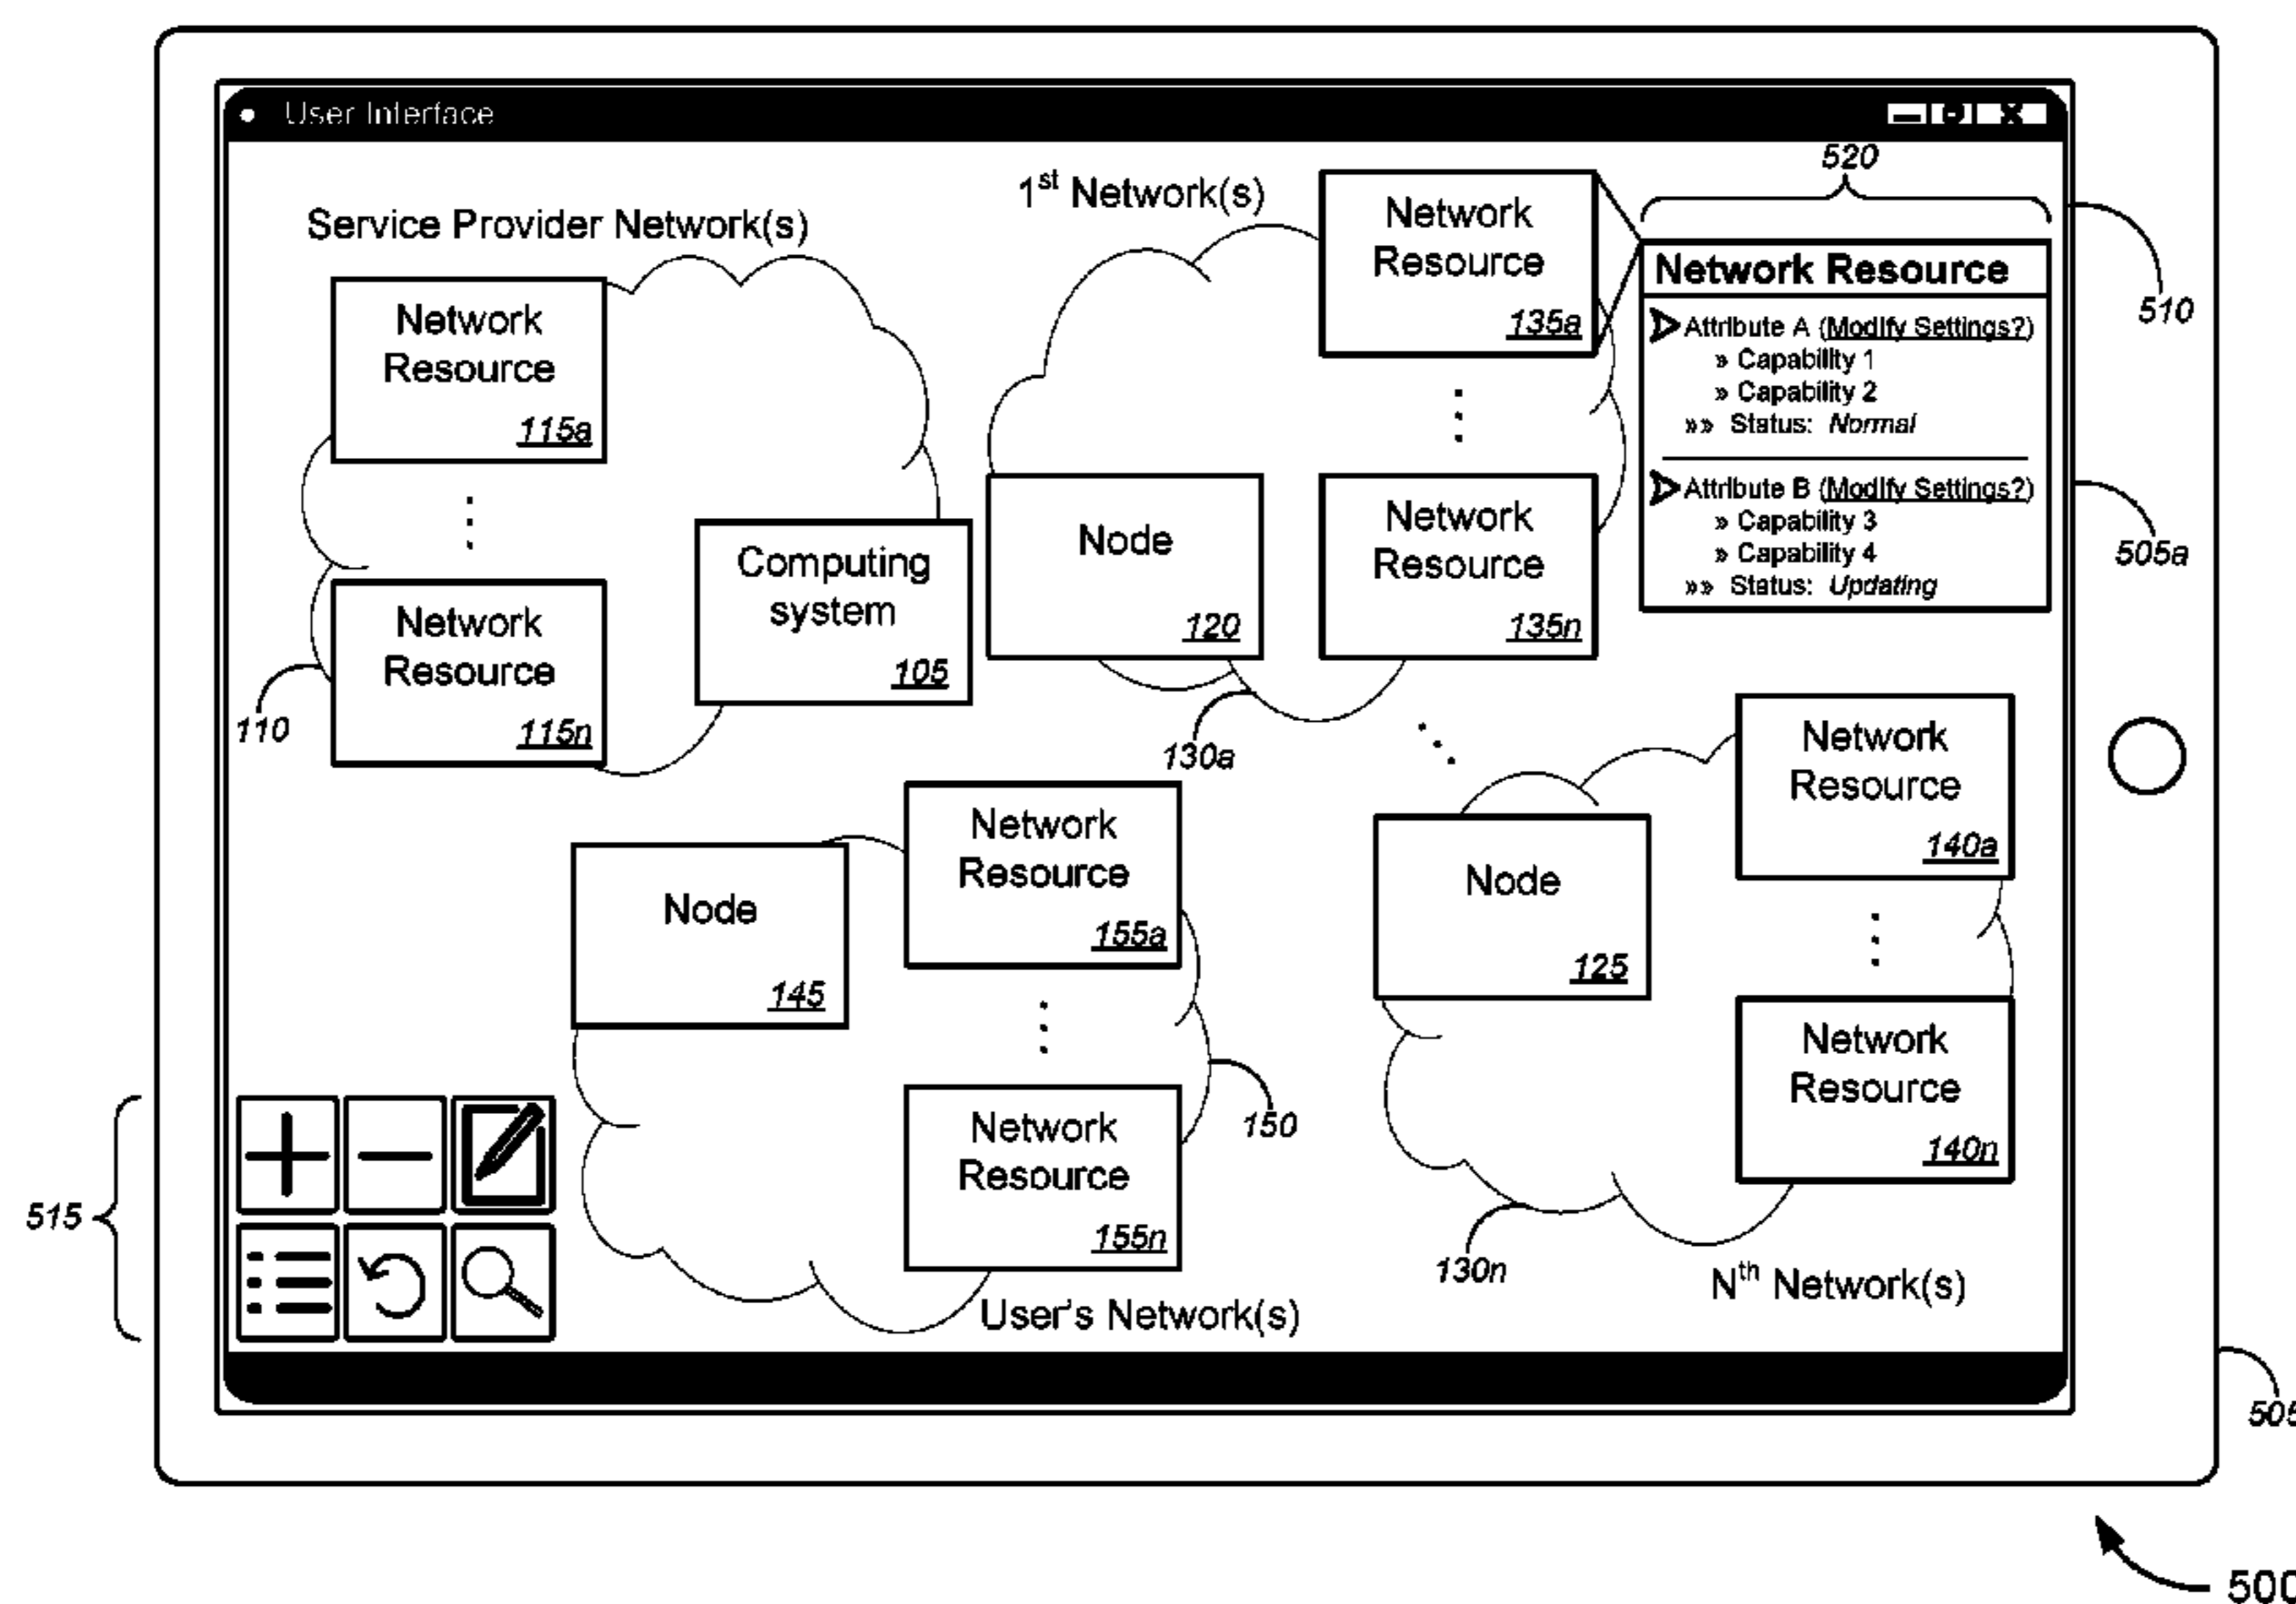 User Interface
520
Service Provider Network(s)
1st Network(s)
Network
Resource
135a
Network Resource
Attribute A (Modify Settings?)
» Capability 1
» Capability 2
»» Status: Normal
Attribute B (Modify Settings?)
» Capability 3
» Capability 4
»» Status: Updating
510
505a
Network
Resource
115a
Network
Resource
115n
Computing
system
105
110
Node
120
Network
Resource
135n
130a
Node
145
Network
Resource
155a
Network
Resource
155n
150
User's Network(s)
Node
125
Network
Resource
140a
Network
Resource
140n
130n
Nth Network(s)
515
505
500